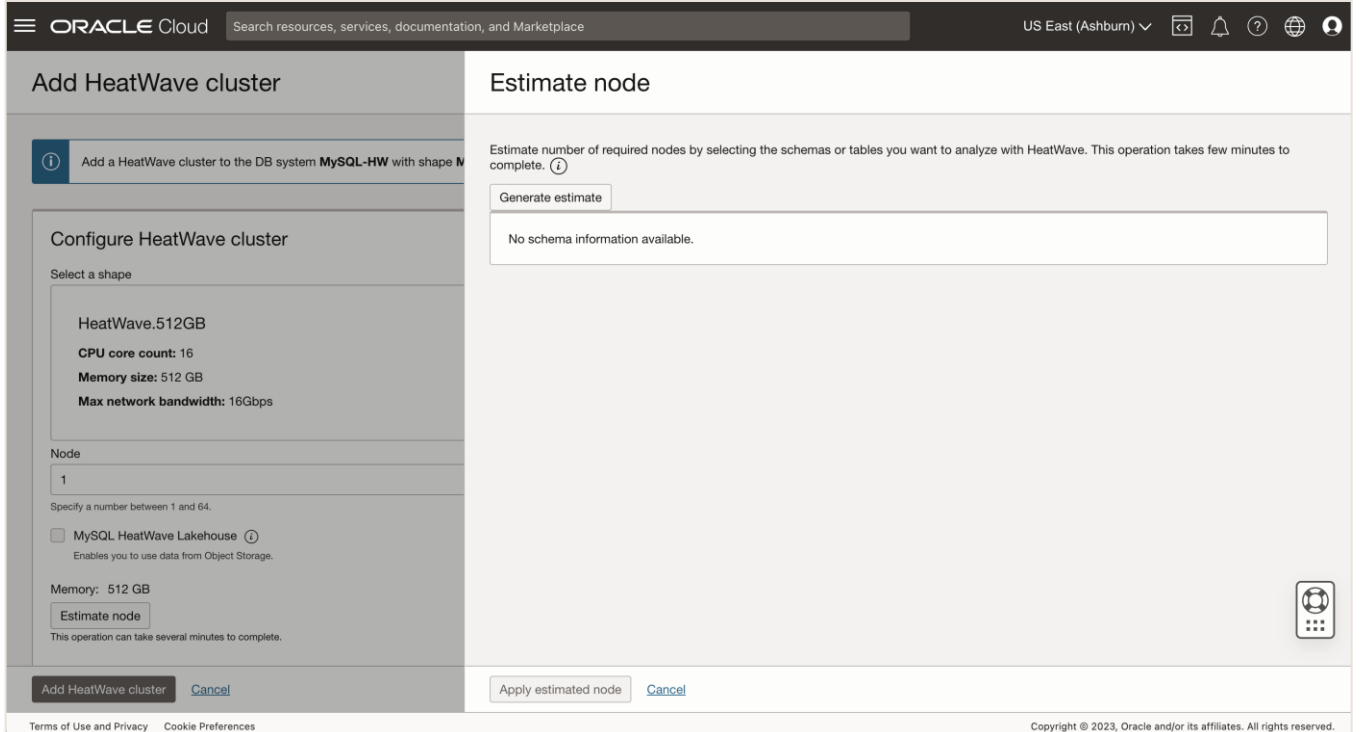 ORACLE Cloud
Search resources, services, documentation, and Marketplace
US East (Ashburn)
Add HeatWave cluster
Add a HeatWave cluster to the DB system MySQL-HW with shape M
Configure HeatWave cluster
Select a shape
HeatWave.512GB
CPU core count: 16
Memory size: 512 GB
Max network bandwidth: 16Gbps
Node
1
Specify a number between 1 and 64.
MySQL HeatWave Lakehouse
Enables you to use data from Object Storage.
Memory: 512 GB
Estimate node
This operation can take several minutes to complete.
Add HeatWave cluster
Cancel
Estimate node
Estimate number of required nodes by selecting the schemas or tables you want to analyze with HeatWave. This operation takes few minutes to
complete.
Generate estimate
No schema information available.
Apply estimated node
Cancel
Terms of Use and Privacy
Cookie Preferences
Copyright © 2023, Oracle and/or its affiliates. All rights reserved.